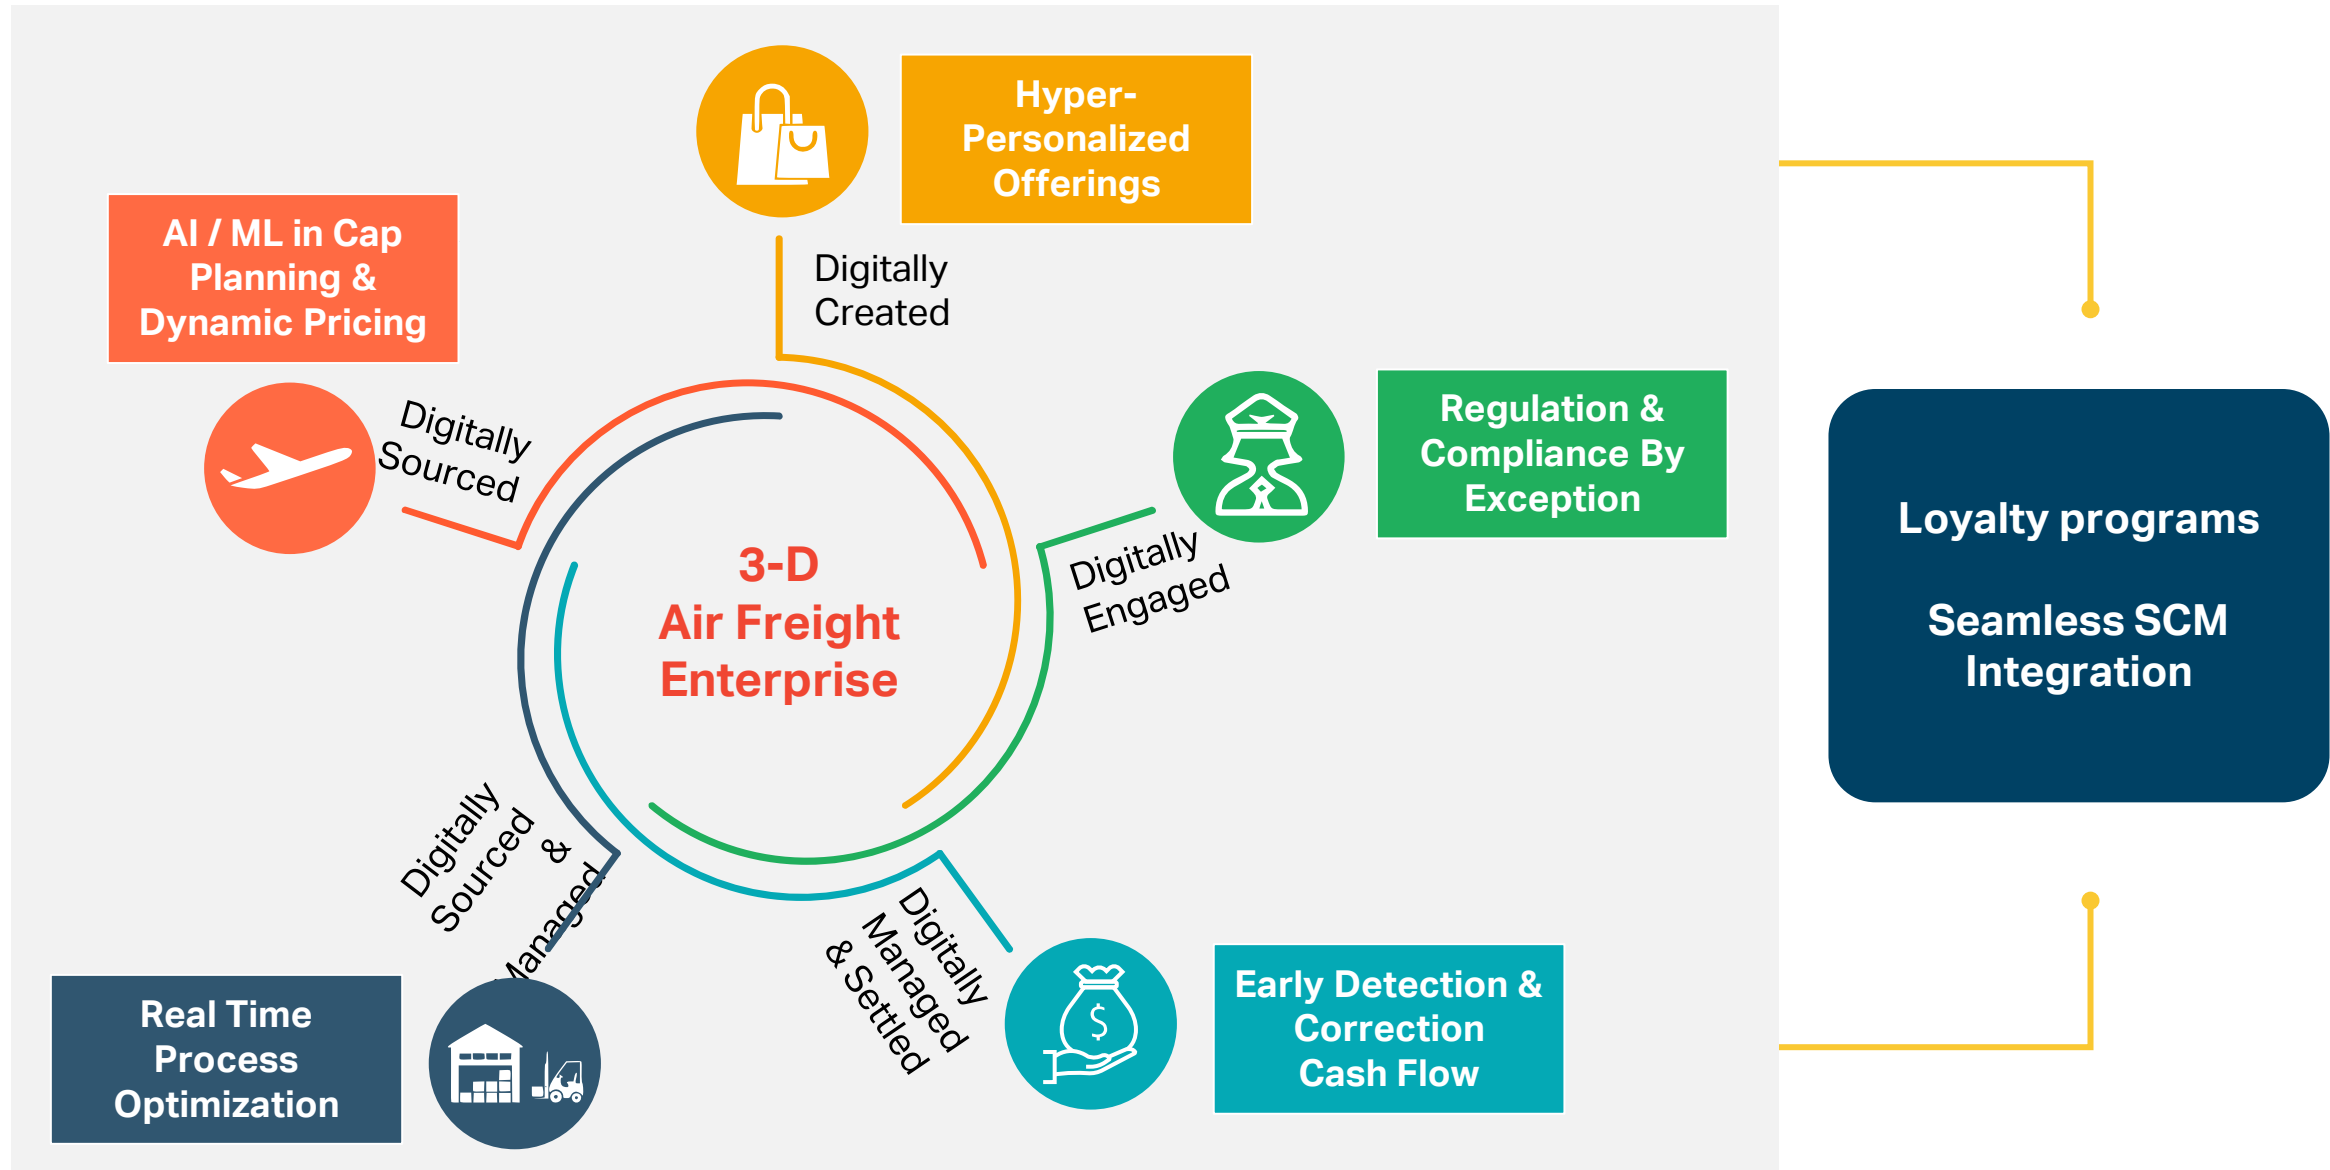 Hyper-
Personalized
Offerings
AI / ML in Cap
Planning &
Dynamic Pricing
Digitally
Created
Digitally
Sourced
Regulation &
Compliance By
Exception
Digitally
Engaged
3-D
Air Freight
Enterprise
Loyalty programs
Seamless SCM
Integration
Digitally
Sourced
&
Managed
Digitally
Managed
& Settled
Real Time
Process
Optimization
$
Early Detection &
Correction
Cash Flow